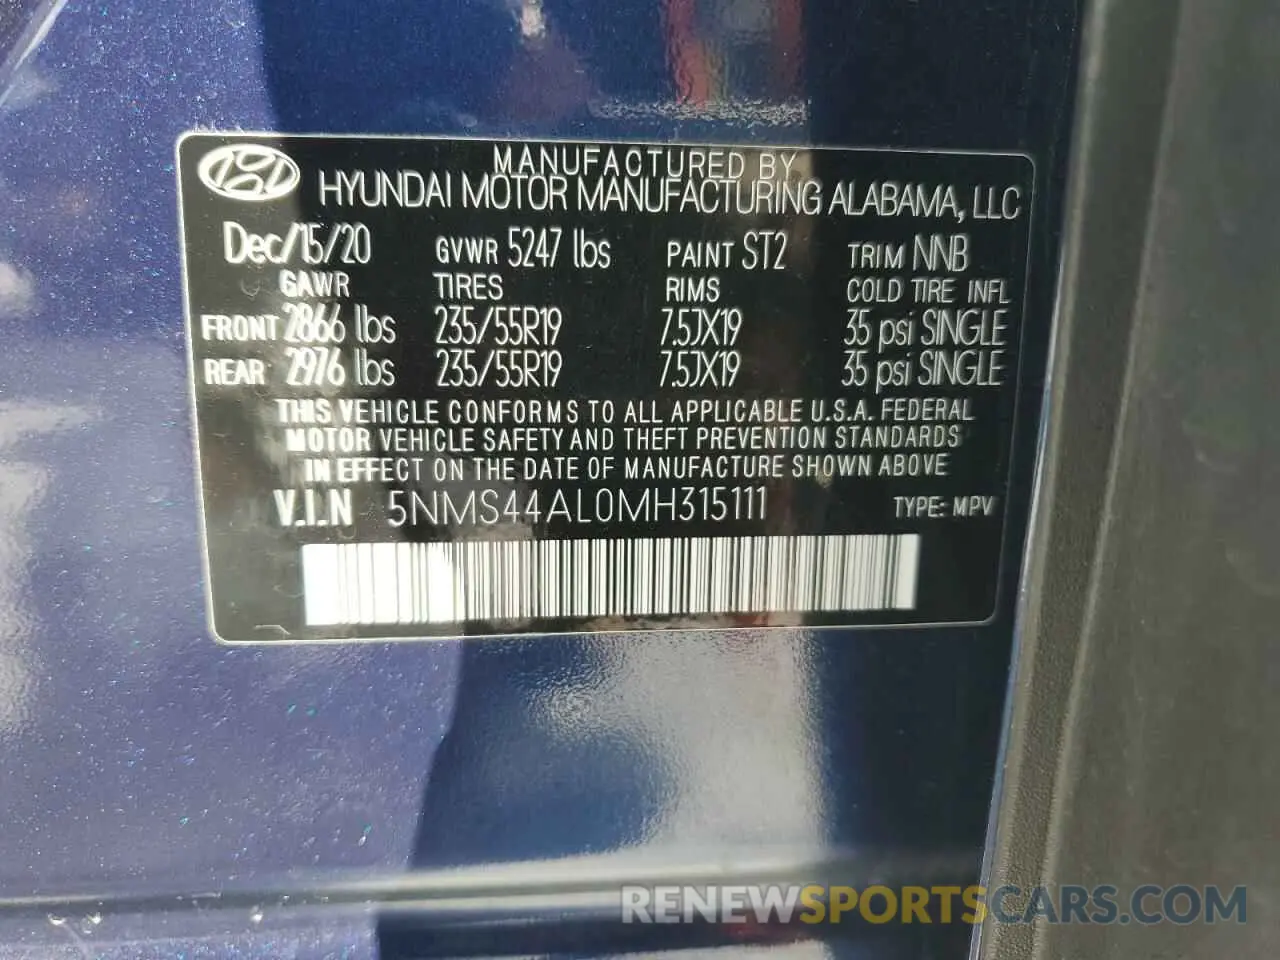 MANUFACTURED BY
HYUNDAI MOTOR MANUFACTURING ALABAMA, LLC
Dec/15/20 GVWR 5247 lbs PAINT ST2 TRIM NNB
GAWR TIRES RIMS COLD TIRE INFL
FRONT 2866 lbs 235/55R19 7.5JX19 35 psi SINGLE
REAR 2976 lbs 235/55R19 7.5JX19 35 psi SINGLE
THIS VEHICLE CONFORMS TO ALL APPLICABLE U.S.A. FEDERAL
MOTOR VEHICLE SAFETY AND THEFT PREVENTION STANDARDS
IN EFFECT ON THE DATE OF MANUFACTURE SHOWN ABOVE
V.I.N 5NMS44AL0MH315111 TYPE: MPV
RENEWSPORTSCARS.COM